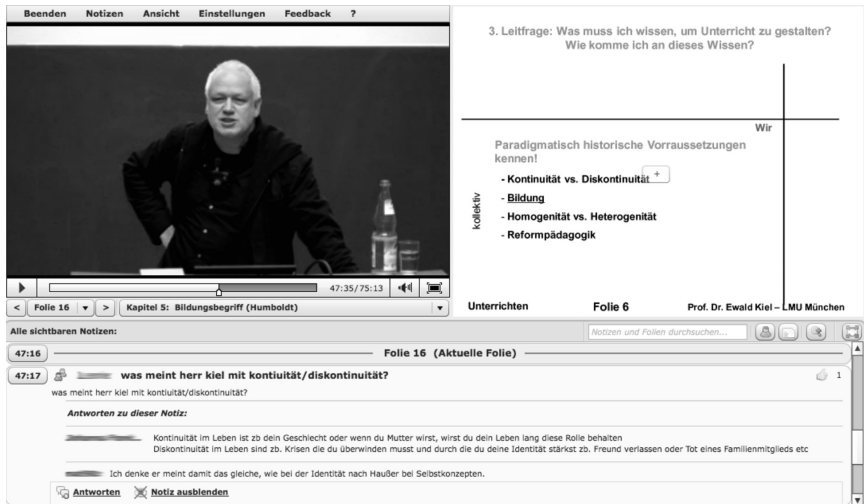 Beenden Notizen Ansicht Einstellungen Feedback ?
3. Leitfrage: Was muss ich wissen, um Unterricht zu gestalten?
Wie komme ich an dieses Wissen?
Wir
Paradigmatisch historische Vorraussetzungen
kennen!
- Kontinuität vs. Diskontinuität +
- Bildung
- Homogenität vs. Heterogenität
- Reformpädagogik
kollektiv
Unterrichten Folie 6 Prof. Dr. Ewald Kiel – LMU München
47:35/75:13
< Folie 16 > Kapitel 5: Bildungsbegriff (Humboldt)
Alle sichtbaren Notizen: Notizen und Folien durchsuchen...
47:16 Folie 16 (Aktuelle Folie)
47:17 was meint herr kiel mit kontiuität/diskontinuität? 1
was meint herr kiel mit kontiuität/diskontinuität?
Antworten zu dieser Notiz:
Kontinuität im Leben ist zb dein Geschlecht oder wenn du Mutter wirst, wirst du dein Leben lang diese Rolle behalten
Diskontinuität im Leben sind zb. Krisen die du überwinden musst und durch die du deine Identität stärkst zb. Freund verlassen oder Tot eines Familienmitglieds etc
Ich denke er meint damit das gleiche, wie bei der Identität nach Haußer bei Selbstkonzepten.
Antworten Notiz ausblenden